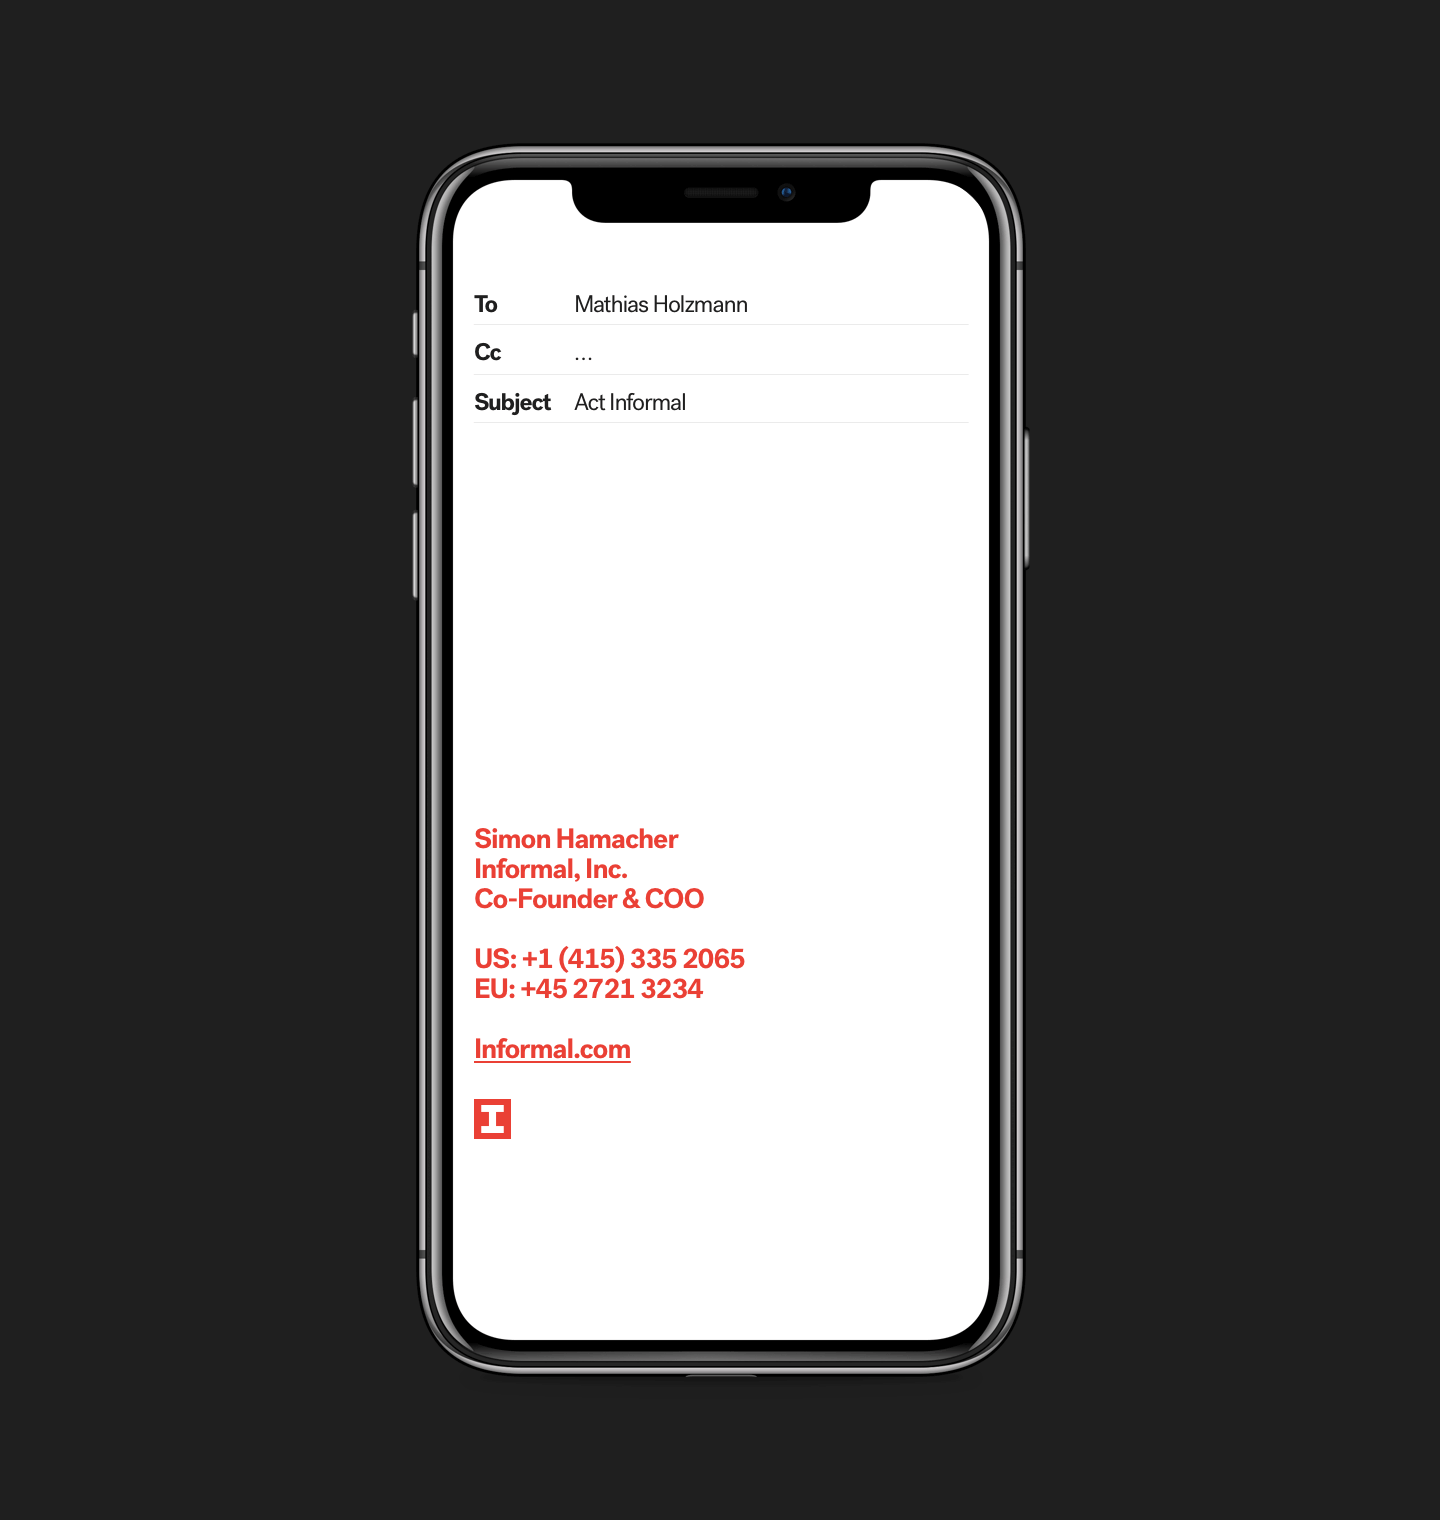 To Mathias Holzmann
Cc ...
Subject Act Informal
Simon Hamacher
Informal, Inc.
Co-Founder & COO
US: +1 (415) 335 2065
EU: +45 2721 3234
Informal.com
I